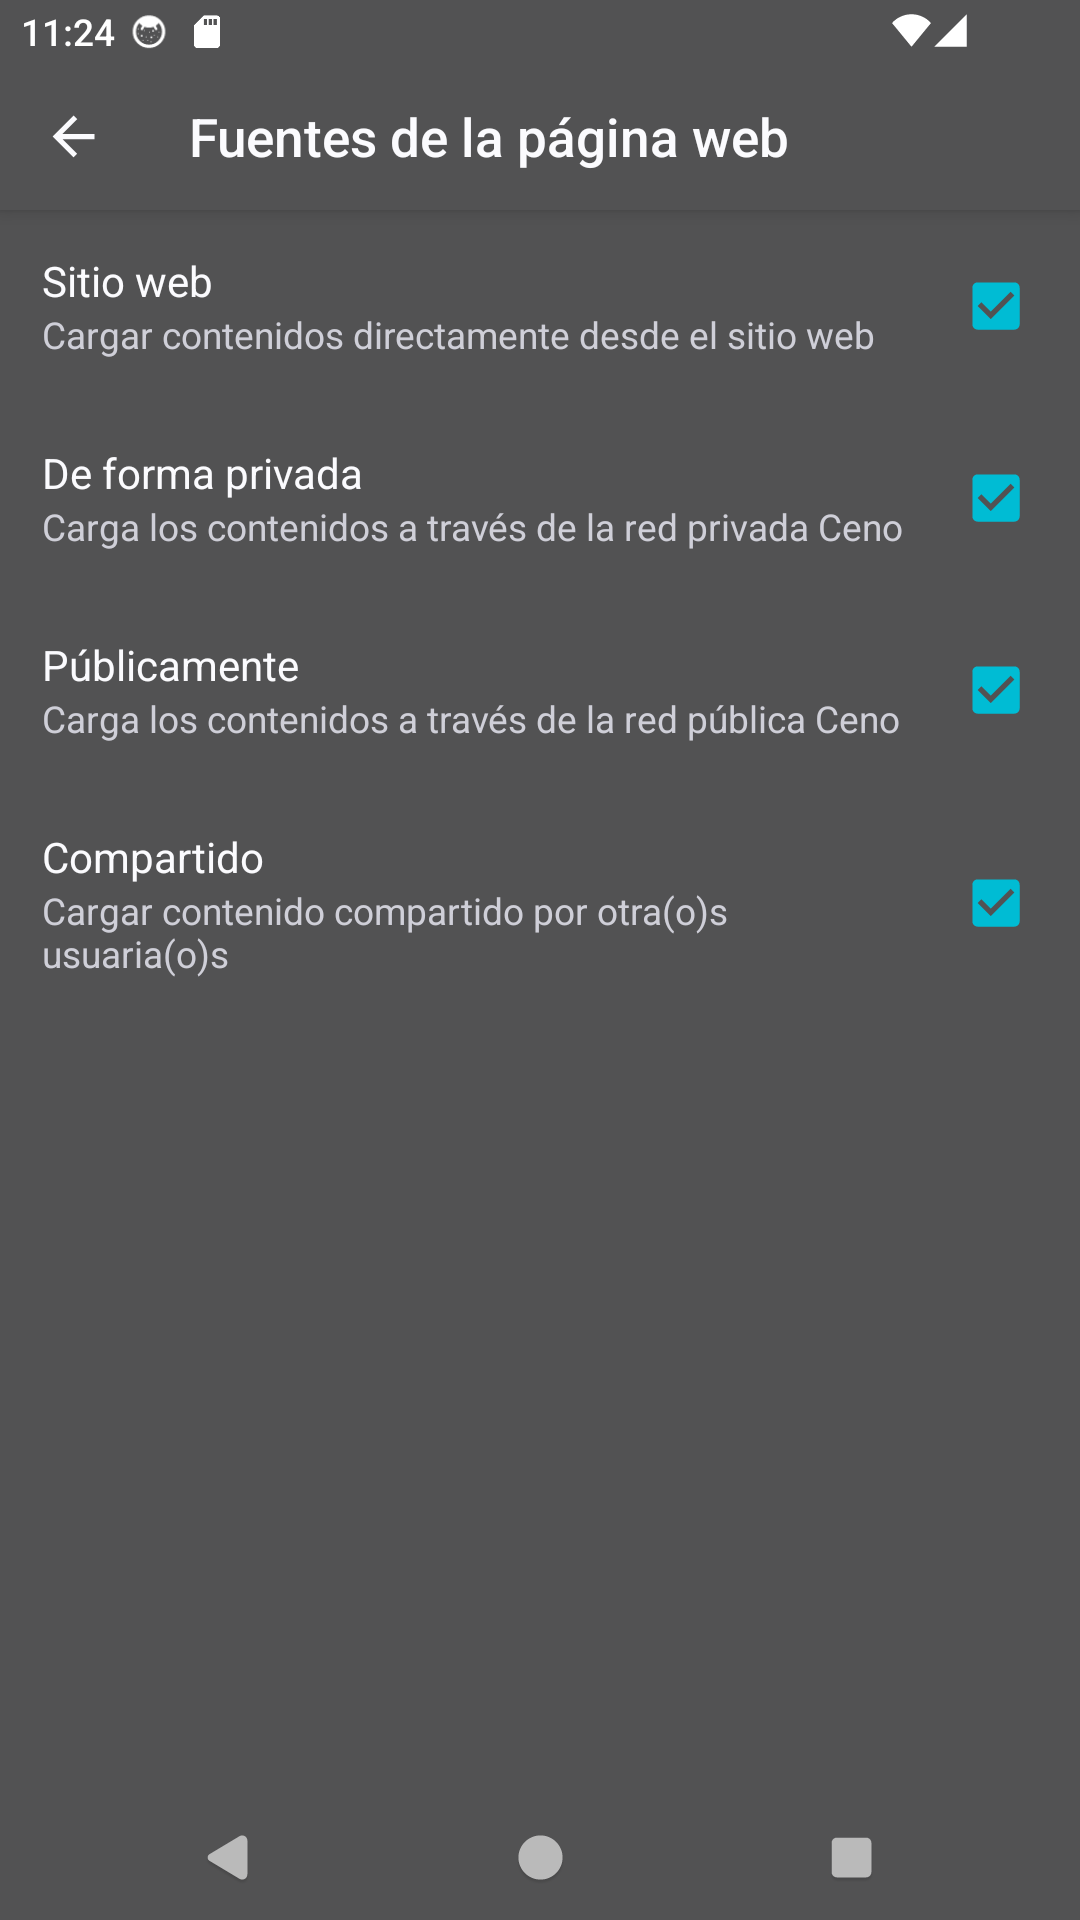 11:24
Fuentes de la página web
Sitio web
Cargar contenidos directamente desde el sitio web
De forma privada
Carga los contenidos a través de la red privada Ceno
Públicamente
Carga los contenidos a través de la red pública Ceno
Compartido
Cargar contenido compartido por otra(o)s
usuaria(o)s